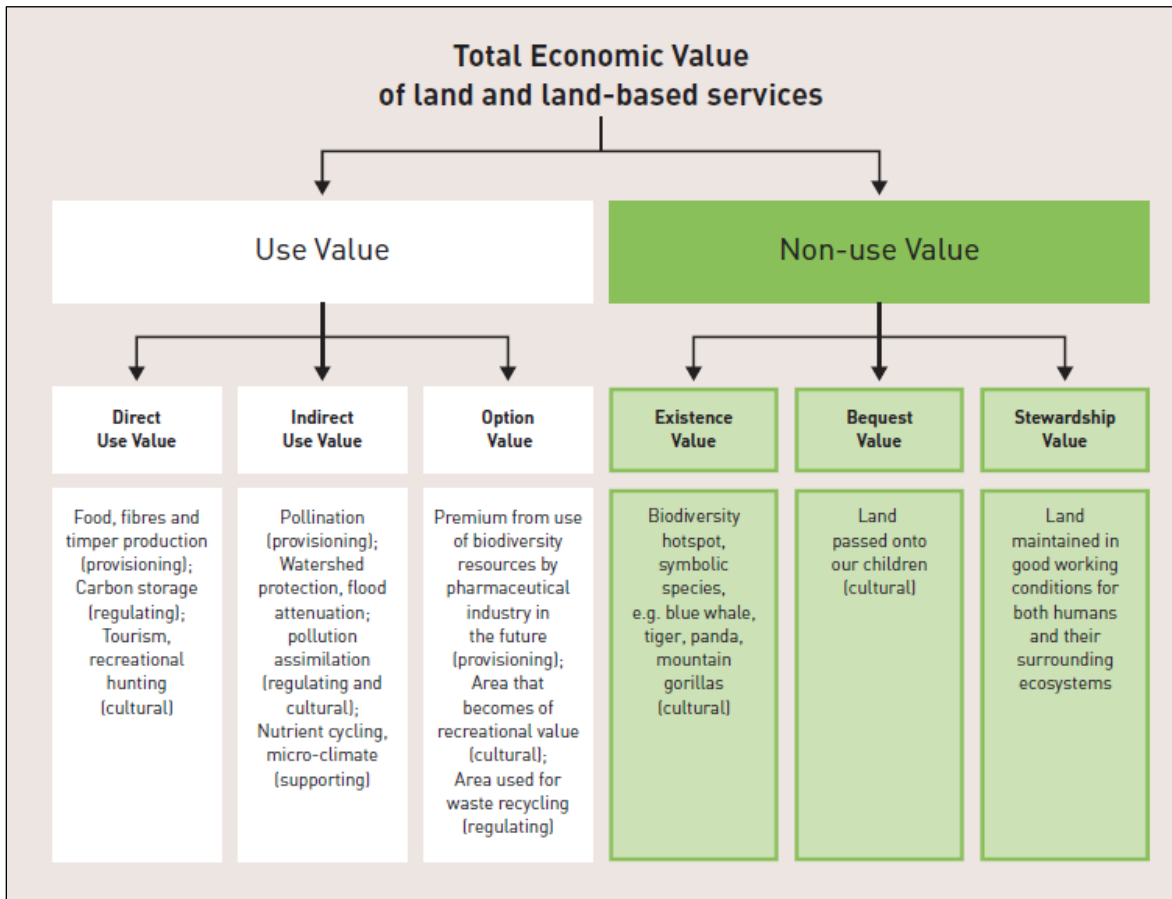 Total Economic Value
of land and land-based services
Use Value
Non-use Value
Direct
Use Value
Indirect
Use Value
Option
Value
Existence
Value
Bequest
Value
Stewardship
Value
Food, fibres and
timper production
(provisioning);
Carbon storage
(regulating);
Tourism,
recreational
hunting
(cultural)
Pollination
(provisioning);
Watershed
protection, flood
attenuation;
pollution
assimilation
(regulating and
cultural);
Nutrient cycling,
micro-climate
(supporting)
Premium from use
of biodiversity
resources by
pharmaceutical
industry in
the future
(provisioning);
Area that
becomes of
recreational value
(cultural);
Area used for
waste recycling
(regulating)
Biodiversity
hotspot,
symbolic
species,
e.g. blue whale,
tiger, panda,
mountain
gorillas
(cultural)
Land
passed onto
our children
(cultural)
Land
maintained in
good working
conditions for
both humans
and their
surrounding
ecosystems